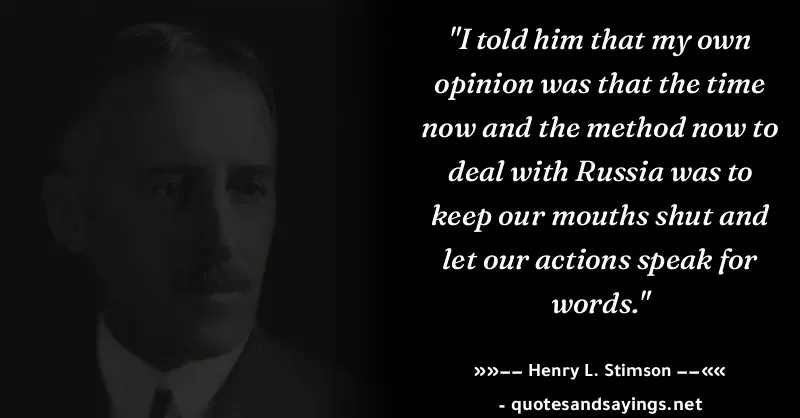 "I told him that my own
opinion was that the time
now and the method now to
deal with Russia was to
keep our mouths shut and
let our actions speak for
words."
»»–– Henry L. Stimson ––««
- quotesandsayings.net